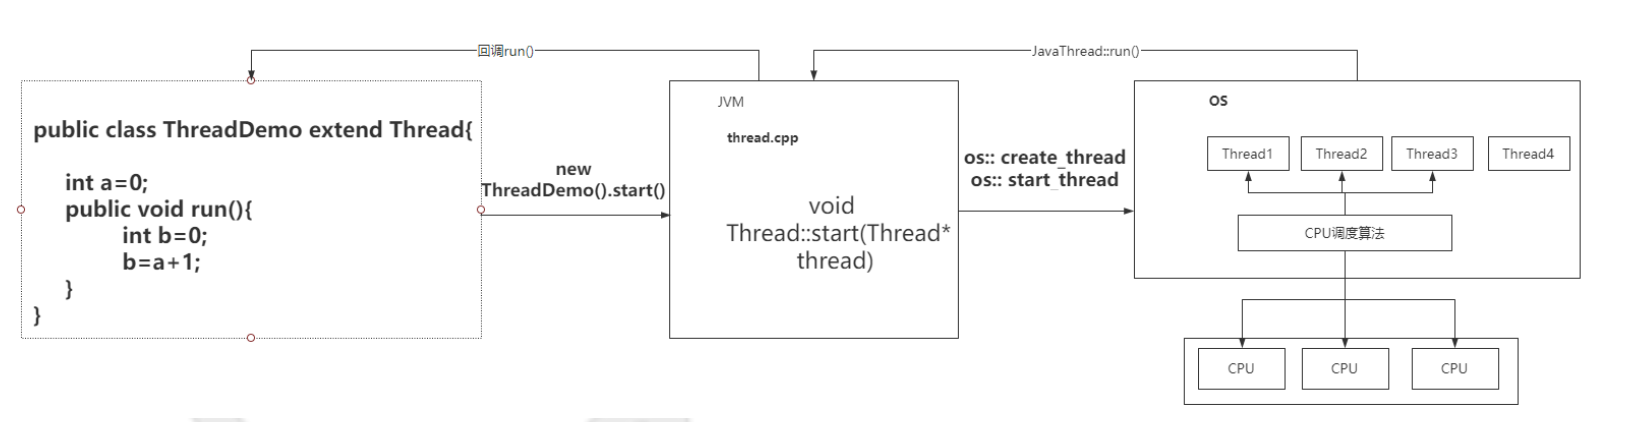 回调run()
JavaThread::run()
public class ThreadDemo extend Thread{
int a=0;
public void run(){
int b=0;
b=a+1;
}
}
new
ThreadDemo().start()
JVM
thread.cpp
void
Thread::start(Thread*
thread)
os:: create_thread
os:: start_thread
OS
Thread1
Thread2
Thread3
Thread4
CPU调度算法
CPU
CPU
CPU